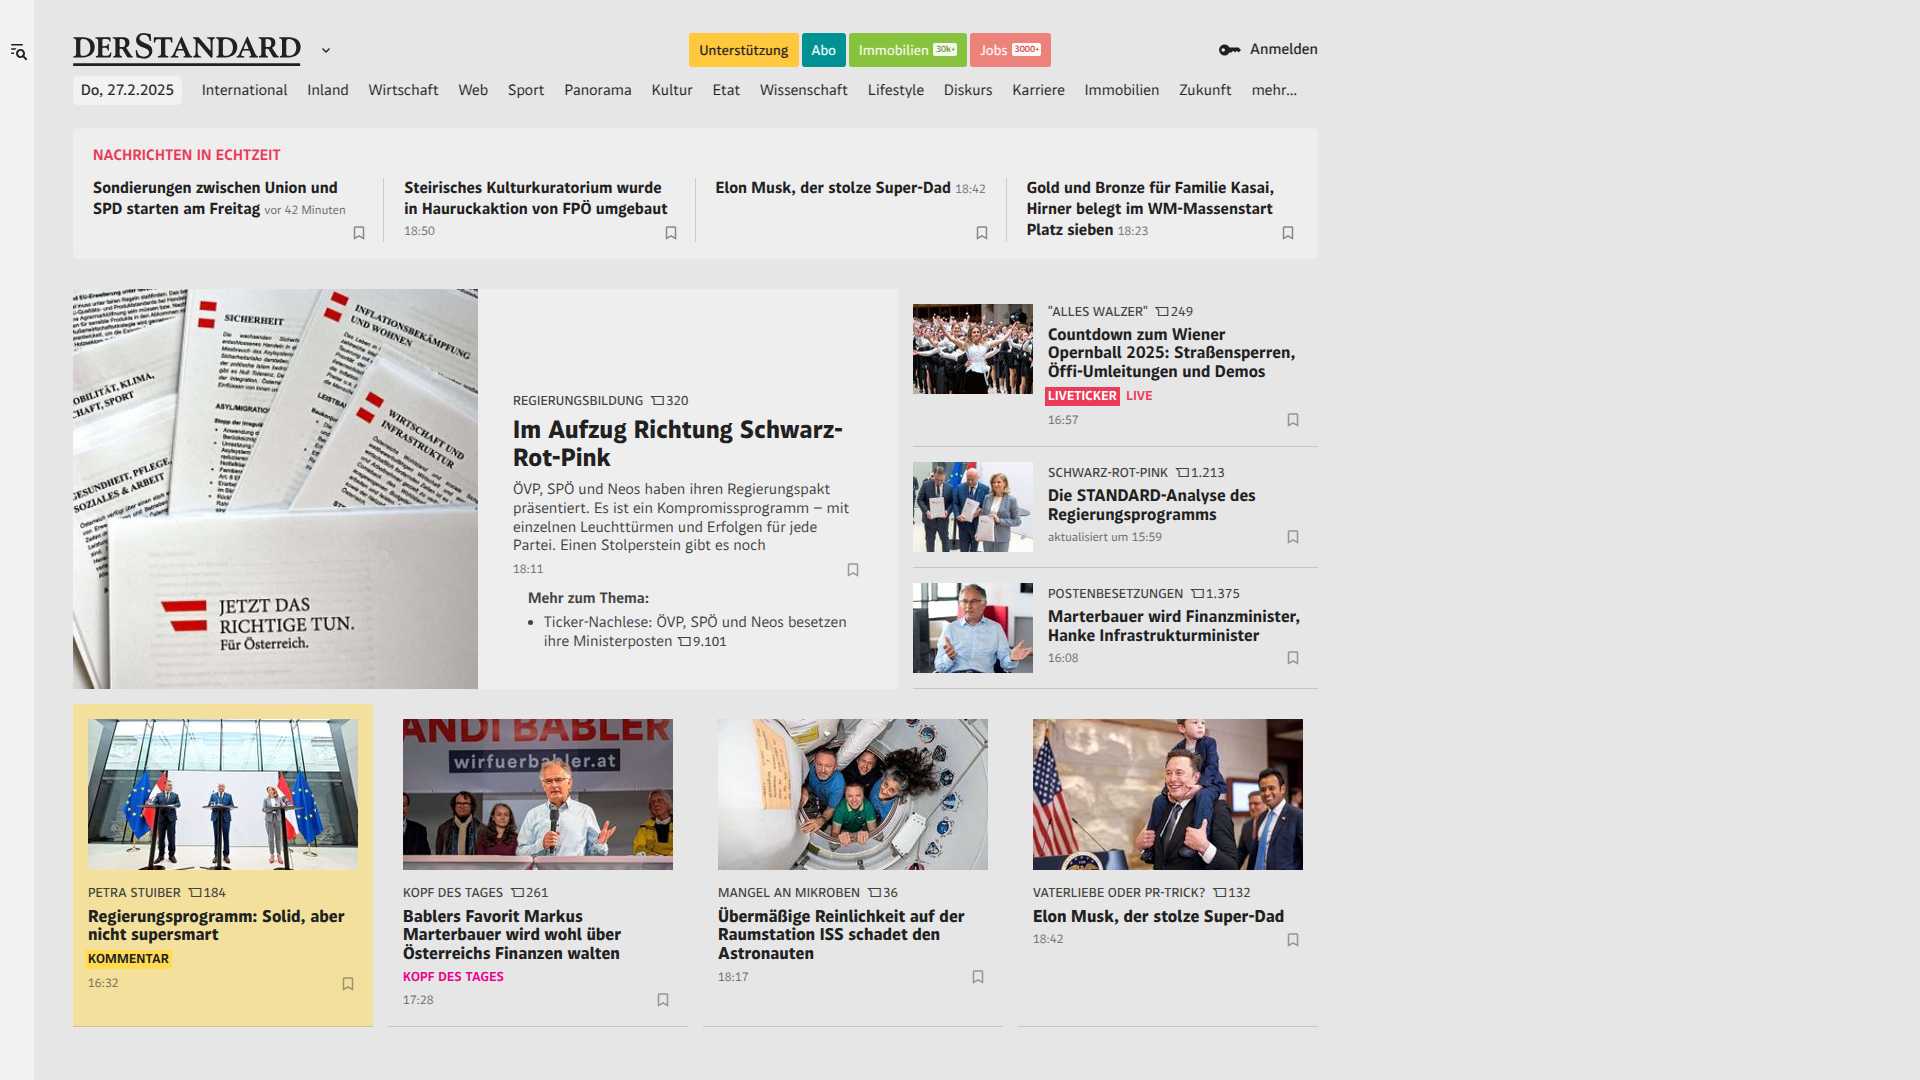 DERSTANDARD
Unterstützung
Abo
Immobilien 30k+
Jobs 3000+
Anmelden
Do, 27.2.2025
International
Inland
Wirtschaft
Web
Sport
Panorama
Kultur
Etat
Wissenschaft
Lifestyle
Diskurs
Karriere
Immobilien
Zukunft
mehr...
NACHRICHTEN IN ECHTZEIT
Sondierungen zwischen Union und
SPD starten am Freitag vor 42 Minuten
Steirisches Kulturkuratorium wurde
in Hauruckaktion von FPÖ umgebaut
18:50
Elon Musk, der stolze Super-Dad 18:42
Gold und Bronze für Familie Kasai,
Hirner belegt im WM-Massenstart
Platz sieben 18:23
SICHERHEIT
INFLATIONSBEKÄMPFUNG
UND WOHNEN
WIRTSCHAFT UND
INFRASTRUKTUR
JETZT DAS
RICHTIGE TUN.
Für Österreich.
REGIERUNGSBILDUNG 320
Im Aufzug Richtung Schwarz-
Rot-Pink
ÖVP, SPÖ und Neos haben ihren Regierungspakt
präsentiert. Es ist ein Kompromissprogramm – mit
einzelnen Leuchttürmen und Erfolgen für jede
Partei. Einen Stolperstein gibt es noch
18:11
Mehr zum Thema:
• Ticker-Nachlese: ÖVP, SPÖ und Neos besetzen
ihre Ministerposten 9.101
"ALLES WALZER" 249
Countdown zum Wiener
Opernball 2025: Straßensperren,
Öffi-Umleitungen und Demos
LIVETICKER LIVE
16:57
SCHWARZ-ROT-PINK 1.213
Die STANDARD-Analyse des
Regierungsprogramms
aktualisiert um 15:59
POSTENBESETZUNGEN 1.375
Marterbauer wird Finanzminister,
Hanke Infrastrukturminister
16:08
PETRA STUIBER 184
Regierungsprogramm: Solid, aber
nicht supersmart
KOMMENTAR
16:32
ANDI BABLER
wirfuerbabler.at
KOPF DES TAGES 261
Bablers Favorit Markus
Marterbauer wird wohl über
Österreichs Finanzen walten
KOPF DES TAGES
17:28
MANGEL AN MIKROBEN 36
Übermäßige Reinlichkeit auf der
Raumstation ISS schadet den
Astronauten
18:17
VATERLIEBE ODER PR-TRICK? 132
Elon Musk, der stolze Super-Dad
18:42